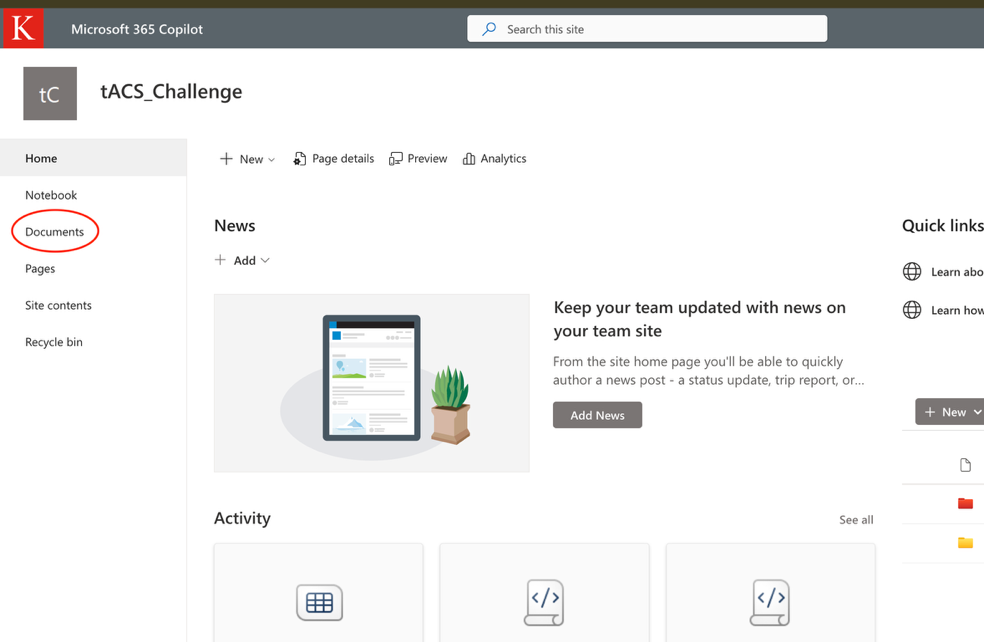 K
Microsoft 365 Copilot
Search this site
tC
tACS_Challenge
Home
Notebook
Documents
Pages
Site contents
Recycle bin
New
Page details
Preview
Analytics
News
Add
Keep your team updated with news on
your team site
From the site home page you'll be able to quickly
author a news post - a status update, trip report, or...
Add News
Activity
See all
Quick links
Learn abo
Learn how
New